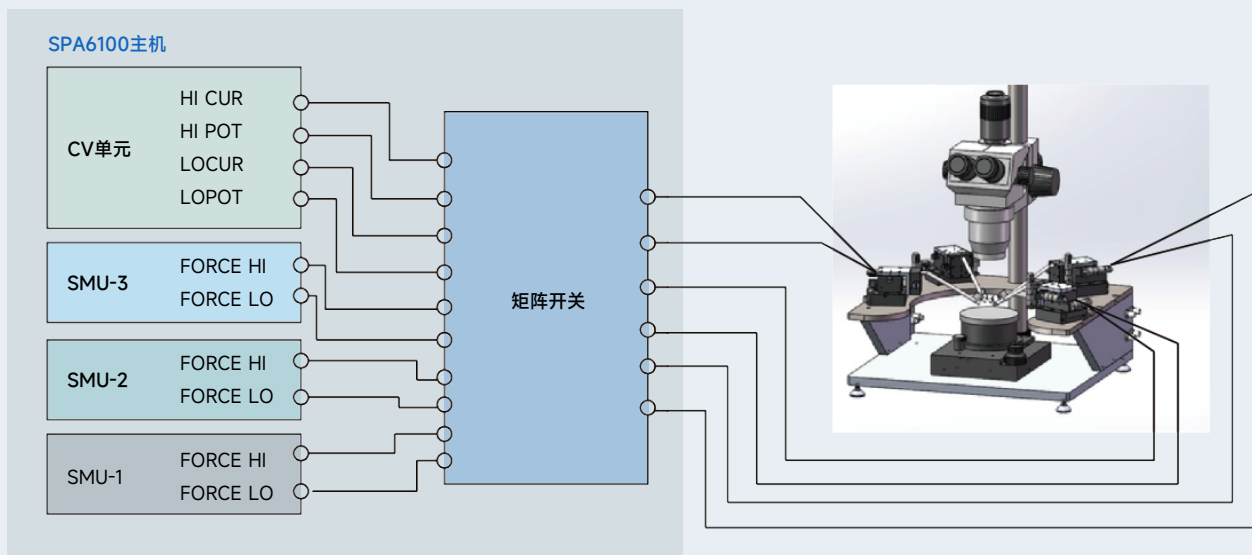 SPA6100主机
CV单元
HI CUR
HI POT
LOCUR
LOPOT
SMU-3
FORCE HI
FORCE LO
SMU-2
FORCE HI
FORCE LO
SMU-1
FORCE HI
FORCE LO
矩阵开关